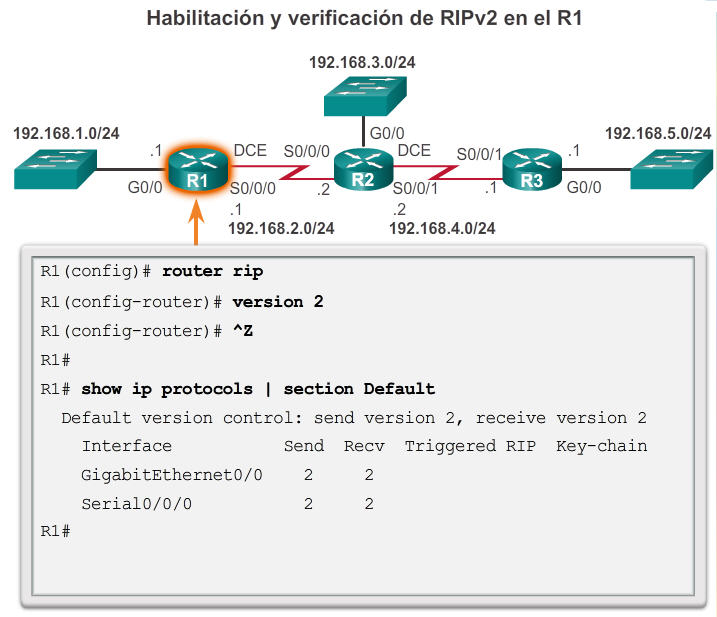 Habilitación y verificación de RIPv2 en el R1
192.168.3.0/24
192.168.1.0/24
192.168.5.0/24
G0/0
.1
DCE
S0/0/0
DCE
S0/0/1
.1
R1
R2
R3
G0/0
S0/0/0
.2
S0/0/1
.1
G0/0
.1
.2
192.168.2.0/24
192.168.4.0/24
R1(config)# router rip
R1(config-router)# version 2
R1(config-router)# ^Z
R1#
R1# show ip protocols | section Default
Default version control: send version 2, receive version 2
Interface Send Recv Triggered RIP Key-chain
GigabitEthernet0/0 2 2
Serial0/0/0 2 2
R1#